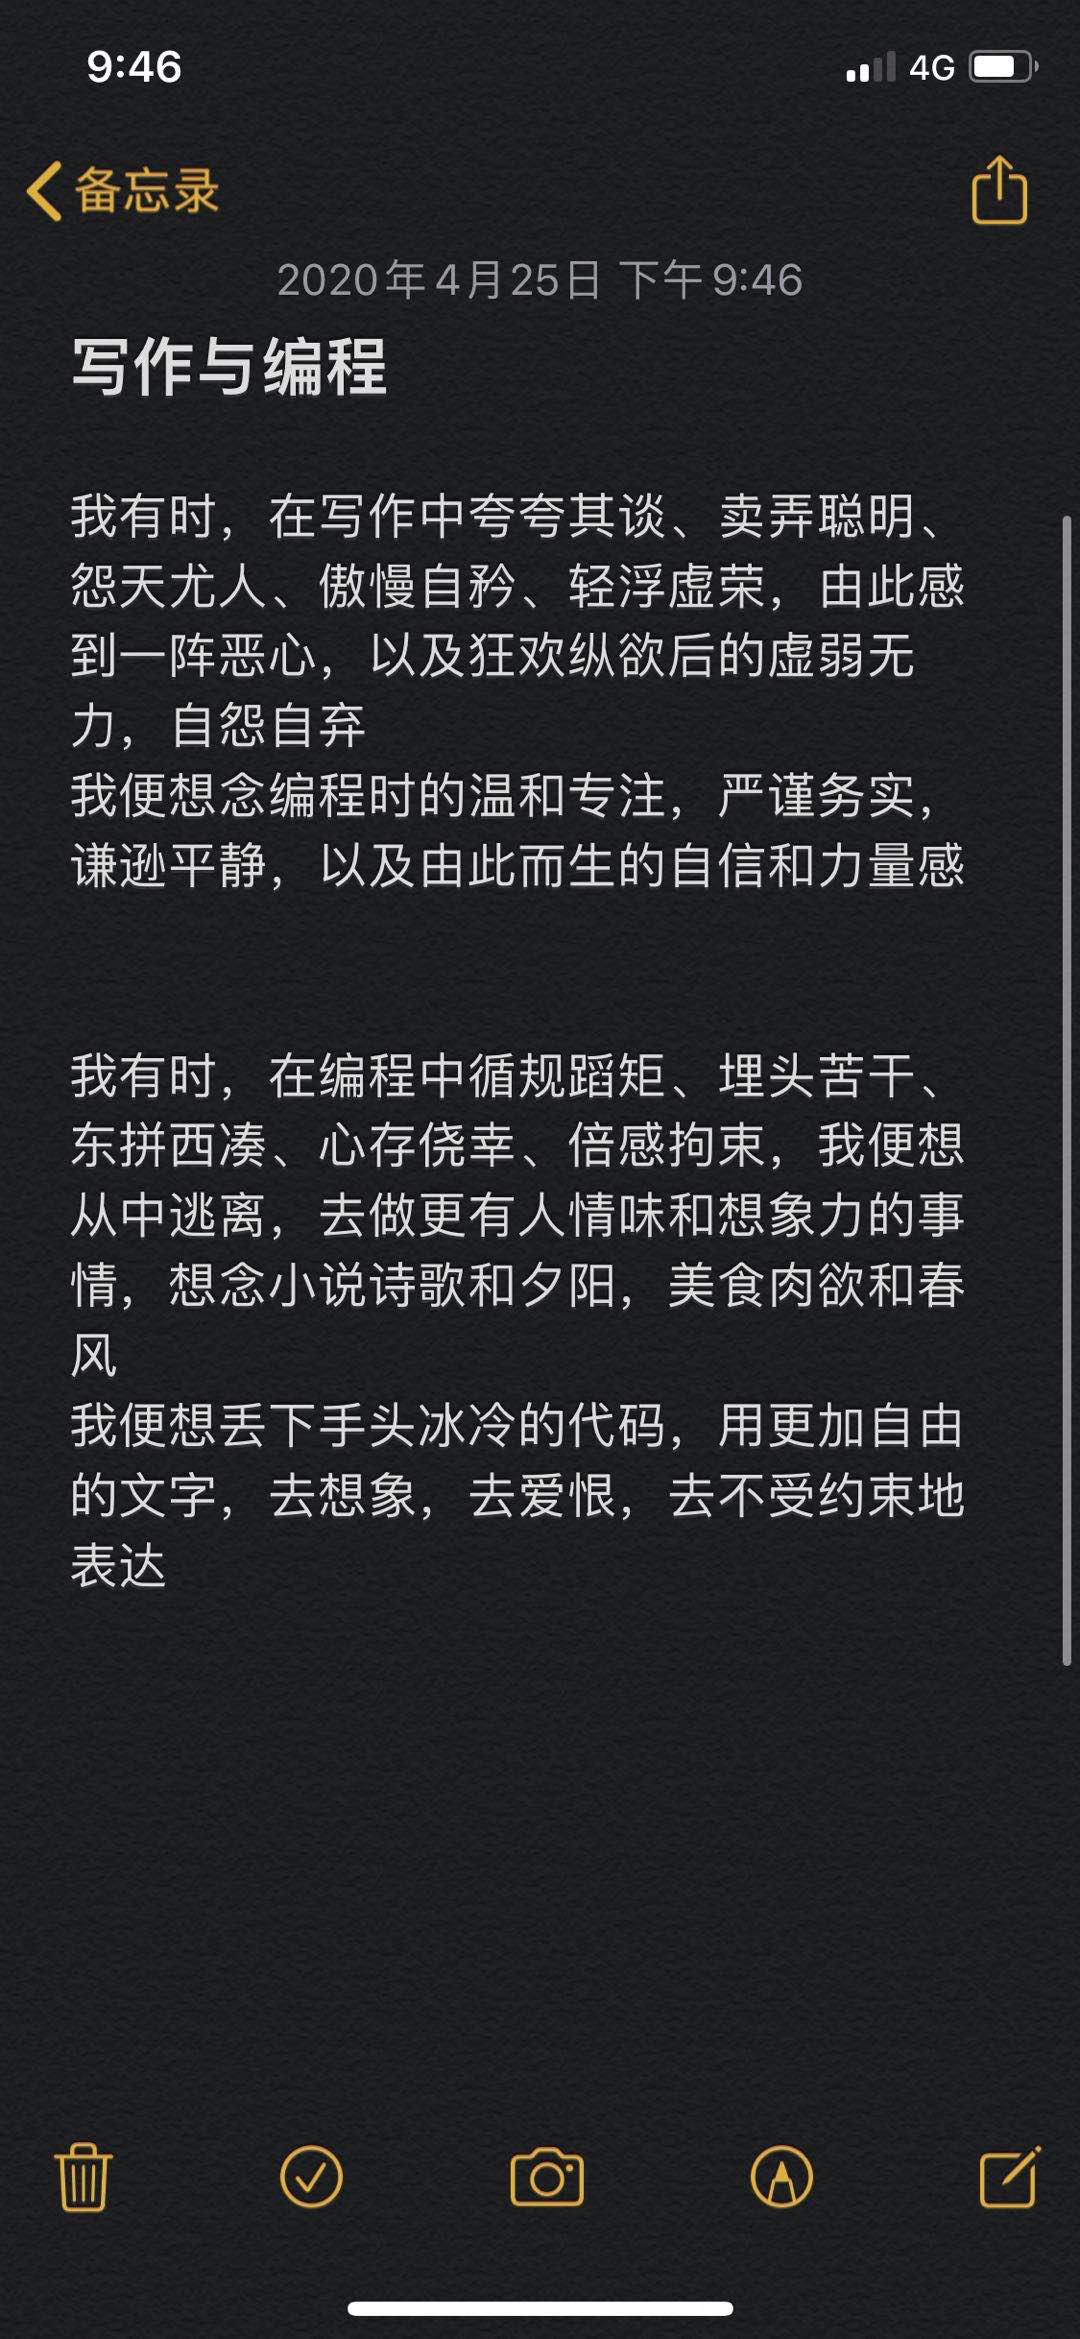 9:46
4G
备忘录
2020年4月25日 下午9:46
写作与编程
我有时，在写作中夸夸其谈、卖弄聪明、
怨天尤人、傲慢自矜、轻浮虚荣，由此感
到一阵恶心，以及狂欢纵欲后的虚弱无
力，自怨自弃
我便想念编程时的温和专注，严谨务实，
谦逊平静，以及由此而生的自信和力量感
我有时，在编程中循规蹈矩、埋头苦干、
东拼西凑、心存侥幸、倍感拘束，我便想
从中逃离，去做更有人情味和想象力的事
情，想念小说诗歌和夕阳，美食肉欲和春
风
我便想丢下手头冰冷的代码，用更加自由
的文字，去想象，去爱恨，去不受约束地
表达